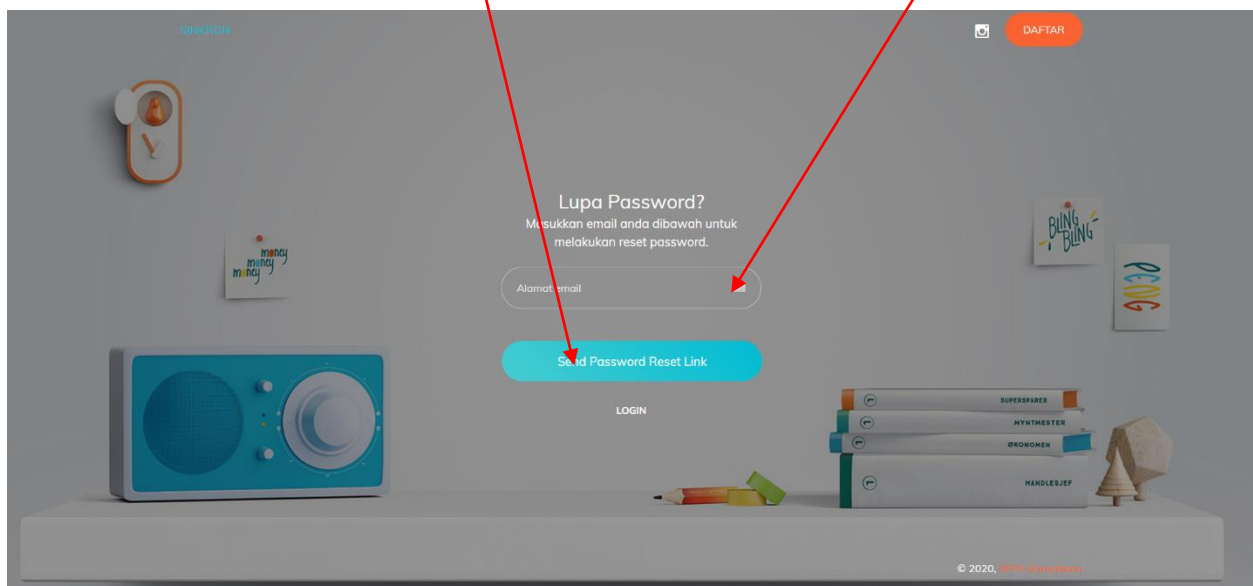 SINKRON
DAFTAR
Lupa Password?
Masukkan email anda dibawah untuk
melakukan reset password.
Alamat email
Send Password Reset Link
LOGIN
money
money
money
BLING
BLING
PENG
SUPERSPARER
MYNTMESTER
ØKONOMEN
HANDLESJEF
© 2020,